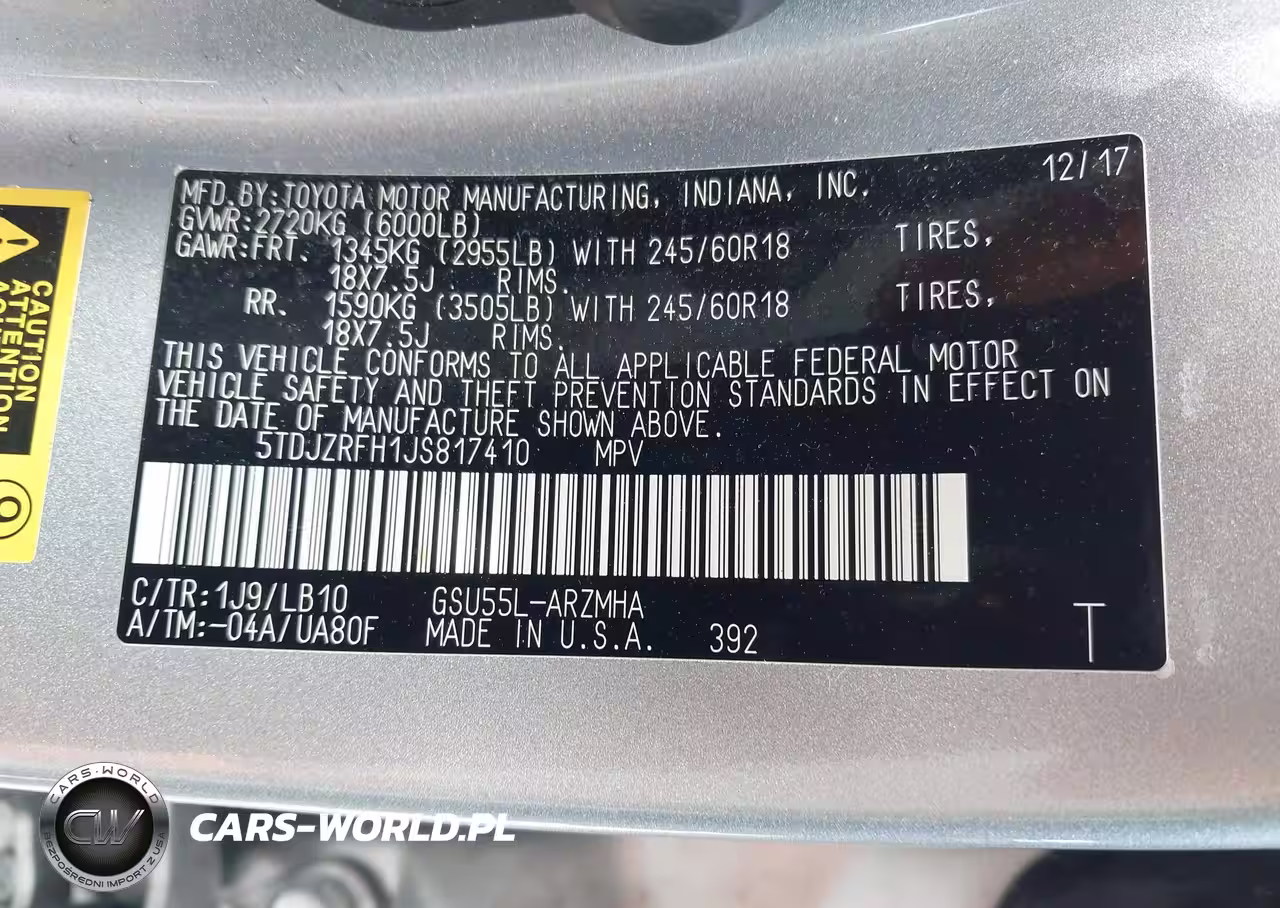 12/17
MFD.BY:TOYOTA MOTOR MANUFACTURING, INDIANA, INC.
GVWR:2720KG (6000LB)
GAWR:FRT. 1345KG (2955LB) WITH 245/60R18 TIRES,
18X7.5J RIMS.
RR. 1590KG (3505LB) WITH 245/60R18 TIRES,
18X7.5J RIMS.
THIS VEHICLE CONFORMS TO ALL APPLICABLE FEDERAL MOTOR
VEHICLE SAFETY AND THEFT PREVENTION STANDARDS IN EFFECT ON
THE DATE OF MANUFACTURE SHOWN ABOVE.
5TDJZRFH1JS817410 MPV
C/TR:1J9/LB10 GSU55L-ARZMHA
A/TM:-04A/UA80F MADE IN U.S.A. 392 T
CAUTION
ATTENTION
CARS-WORLD
CW
BEZPOŚREDNI IMPORT Z USA
CARS-WORLD.PL